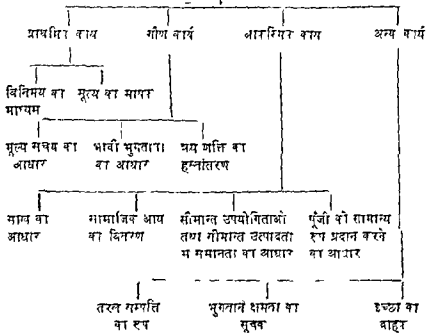 प्राथमिक कार्य गौण कार्य आकस्मिक कार्य अन्य कार्य
विनिमय का मूल्य का मापक
माध्यम
मूल्य संचय का भावी भुगतानों क्रय शक्ति का
आधार का आधार हस्तांतरण
साख का सामाजिक आय सीमान्त उपयोगिताओं पूँजी को सामान्य
आधार का वितरण तथा सीमान्त उत्पादकता रूप प्रदान करने
में समानता का आधार का आधार
तरल सम्पत्ति भुगतान क्षमता का इच्छा का
का रूप सूचक वाहक